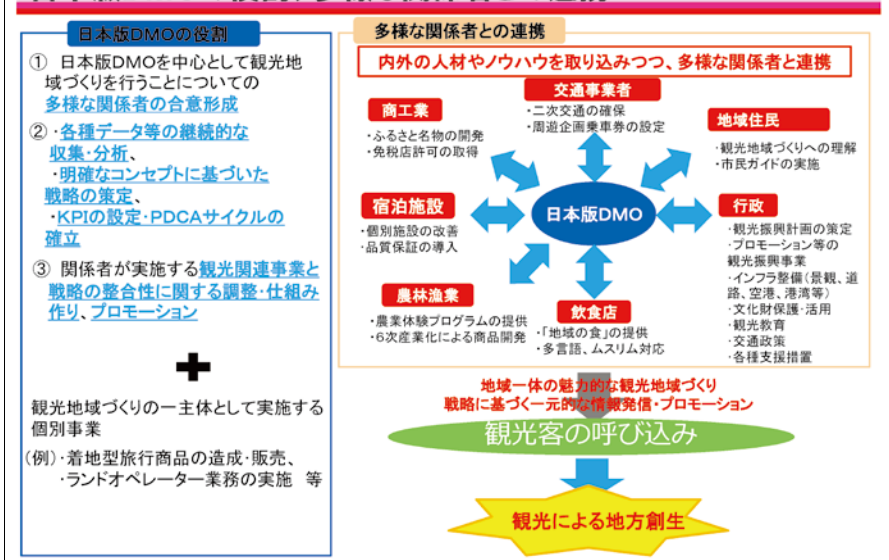 日本版DMOの役割
① 日本版DMOを中心として観光地
域づくりを行うことについての
多様な関係者の合意形成
② ・各種データ等の継続的な
収集・分析、
・明確なコンセプトに基づいた
戦略の策定、
・KPIの設定・PDCAサイクルの
確立
③ 関係者が実施する観光関連事業と
戦略の整合性に関する調整・仕組み
作り、プロモーション
+
観光地域づくりの一主体として実施する
個別事業
(例)・着地型旅行商品の造成・販売、
・ランドオペレーター業務の実施 等
多様な関係者との連携
内外の人材やノウハウを取り込みつつ、多様な関係者と連携
交通事業者
・二次交通の確保
・周遊企画乗車券の設定
商工業
・ふるさと名物の開発
・免税店許可の取得
地域住民
・観光地域づくりへの理解
・市民ガイドの実施
宿泊施設
・個別施設の改善
・品質保証の導入
日本版DMO
行政
・観光振興計画の策定
・プロモーション等の
観光振興事業
・インフラ整備(景観、道
路、空港、港湾等)
・文化財保護・活用
・観光教育
・交通政策
・各種支援措置
農林漁業
・農業体験プログラムの提供
・6次産業化による商品開発
飲食店
・「地域の食」の提供
・多言語、ムスリム対応
地域一体の魅力的な観光地域づくり
戦略に基づく一元的な情報発信・プロモーション
観光客の呼び込み
観光による地方創生